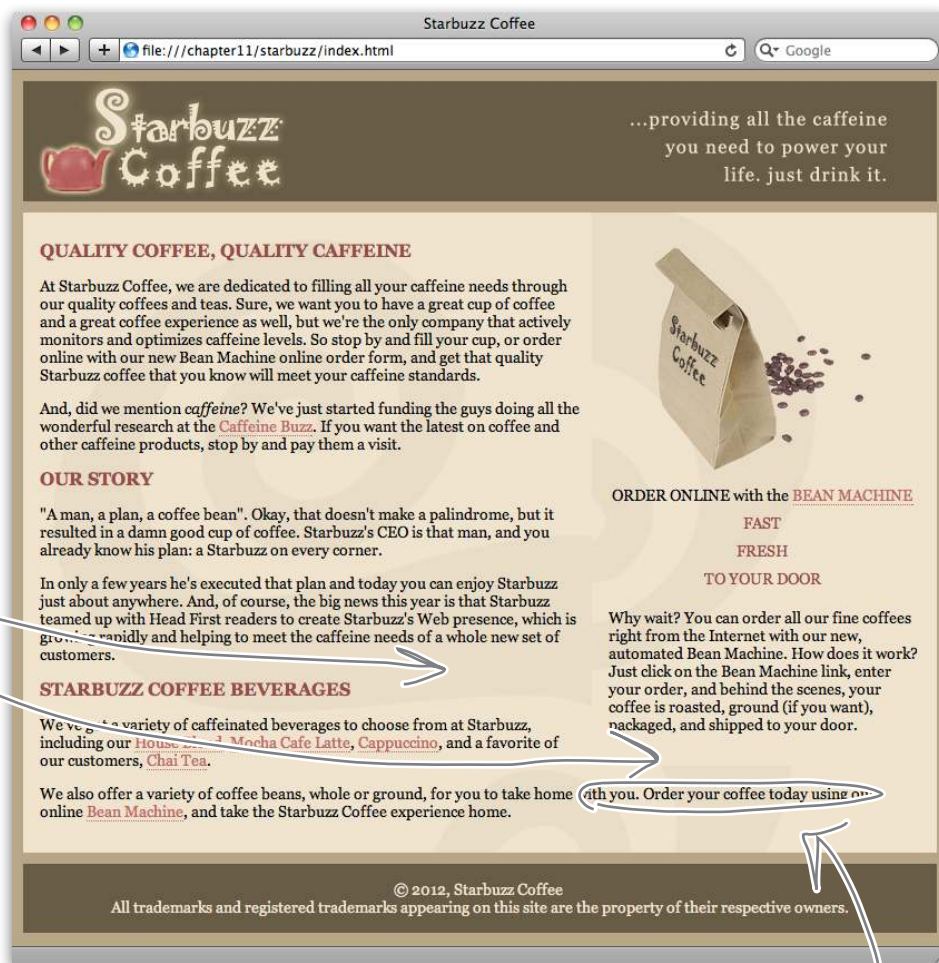 Starbuzz Coffee
file:///chapter11/starbuzz/index.html
Google
Starbuzz
Coffee
...providing all the caffeine
you need to power your
life. just drink it.
QUALITY COFFEE, QUALITY CAFFEINE
At Starbuzz Coffee, we are dedicated to filling all your caffeine needs through
our quality coffees and teas. Sure, we want you to have a great cup of coffee
and a great coffee experience as well, but we're the only company that actively
monitors and optimizes caffeine levels. So stop by and fill your cup, or order
online with our new Bean Machine online order form, and get that quality
Starbuzz coffee that you know will meet your caffeine standards.
And, did we mention caffeine? We've just started funding the guys doing all the
wonderful research at the Caffeine Buzz. If you want the latest on coffee and
other caffeine products, stop by and pay them a visit.
OUR STORY
"A man, a plan, a coffee bean". Okay, that doesn't make a palindrome, but it
resulted in a damn good cup of coffee. Starbuzz's CEO is that man, and you
already know his plan: a Starbuzz on every corner.
In only a few years he's executed that plan and today you can enjoy Starbuzz
just about anywhere. And, of course, the big news this year is that Starbuzz
teamed up with Head First readers to create Starbuzz's Web presence, which is
growing rapidly and helping to meet the caffeine needs of a whole new set of
customers.
STARBUZZ COFFEE BEVERAGES
We've got a variety of caffeinated beverages to choose from at Starbuzz,
including our House Blend, Mocha Cafe Latte, Cappuccino, and a favorite of
our customers, Chai Tea.
We also offer a variety of coffee beans, whole or ground, for you to take home with you. Order your coffee today using our
online Bean Machine, and take the Starbuzz Coffee experience home.
Starbuzz
Coffee
ORDER ONLINE with the BEAN MACHINE
FAST
FRESH
TO YOUR DOOR
Why wait? You can order all our fine coffees
right from the Internet with our new,
automated Bean Machine. How does it work?
Just click on the Bean Machine link, enter
your order, and behind the scenes, your
coffee is roasted, ground (if you want),
packaged, and shipped to your door.
© 2012, Starbuzz Coffee
All trademarks and registered trademarks appearing on this site are the property of their respective owners.